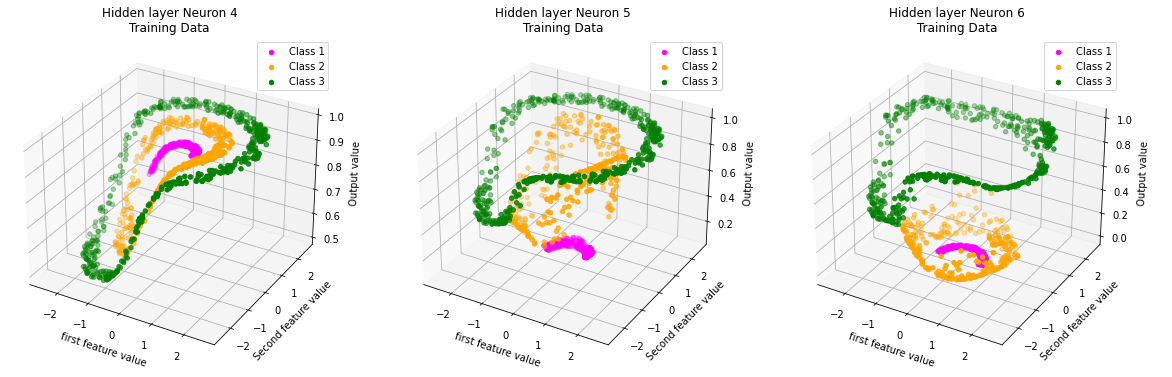 Hidden layer Neuron 4
Training Data
Class 1
Class 2
Class 3
1.0
0.9
0.8
0.7
0.6
0.5
Output value
−2
−1
0
1
2
first feature value
−2
−1
0
1
2
Second feature value
Hidden layer Neuron 5
Training Data
Class 1
Class 2
Class 3
1.0
0.8
0.6
0.4
0.2
Output value
−2
−1
0
1
2
first feature value
−2
−1
0
1
2
Second feature value
Hidden layer Neuron 6
Training Data
Class 1
Class 2
Class 3
1.0
0.8
0.6
0.4
0.2
0.0
Output value
−2
−1
0
1
2
first feature value
−2
−1
0
1
2
Second feature value